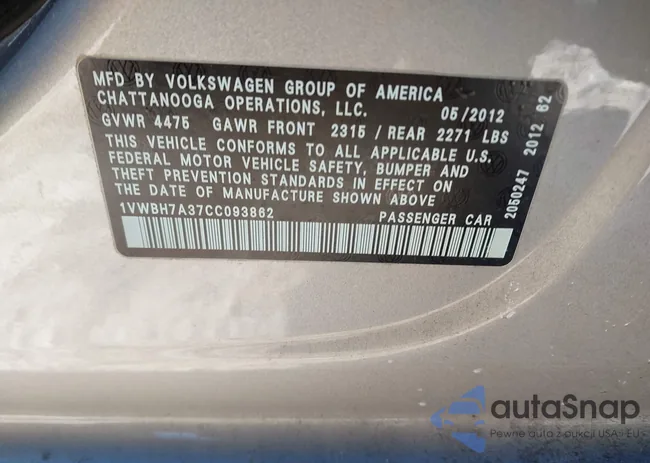 MFD BY VOLKSWAGEN GROUP OF AMERICA
CHATTANOOGA OPERATIONS, LLC. 05/2012
GVWR 4475 GAWR FRONT 2315/REAR 2271 LBS
THIS VEHICLE CONFORMS TO ALL APPLICABLE U.S.
FEDERAL MOTOR VEHICLE SAFETY, BUMPER AND
THEFT PREVENTION STANDARDS IN EFFECT ON
THE DATE OF MANUFACTURE SHOWN ABOVE
1VWBH7A37CC093862 PASSENGER CAR
2050247 2012 62
autaSnap
Pewne auta z aukcji USA i EU